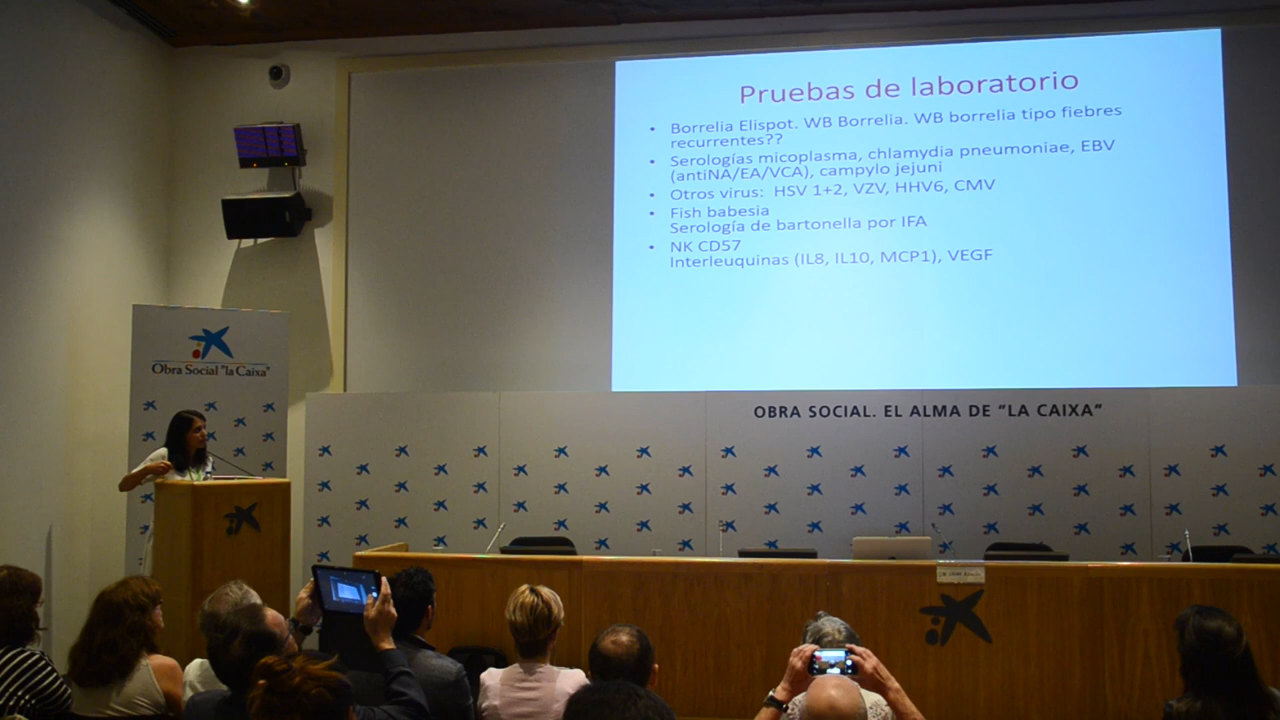 Pruebas de laboratorio
• Borrelia Elispot. WB Borrelia. WB borrelia tipo fiebres
recurrentes??
• Serologías micoplasma, chlamydia pneumoniae, EBV
(antiNA/EA/VCA), campylo jejuni
• Otros virus: HSV 1+2, VZV, HHV6, CMV
• Fish babesia
Serología de bartonella por IFA
• NK CD57
Interleuquinas (IL8, IL10, MCP1), VEGF
Obra Social "la Caixa"
OBRA SOCIAL. EL ALMA DE "LA CAIXA"